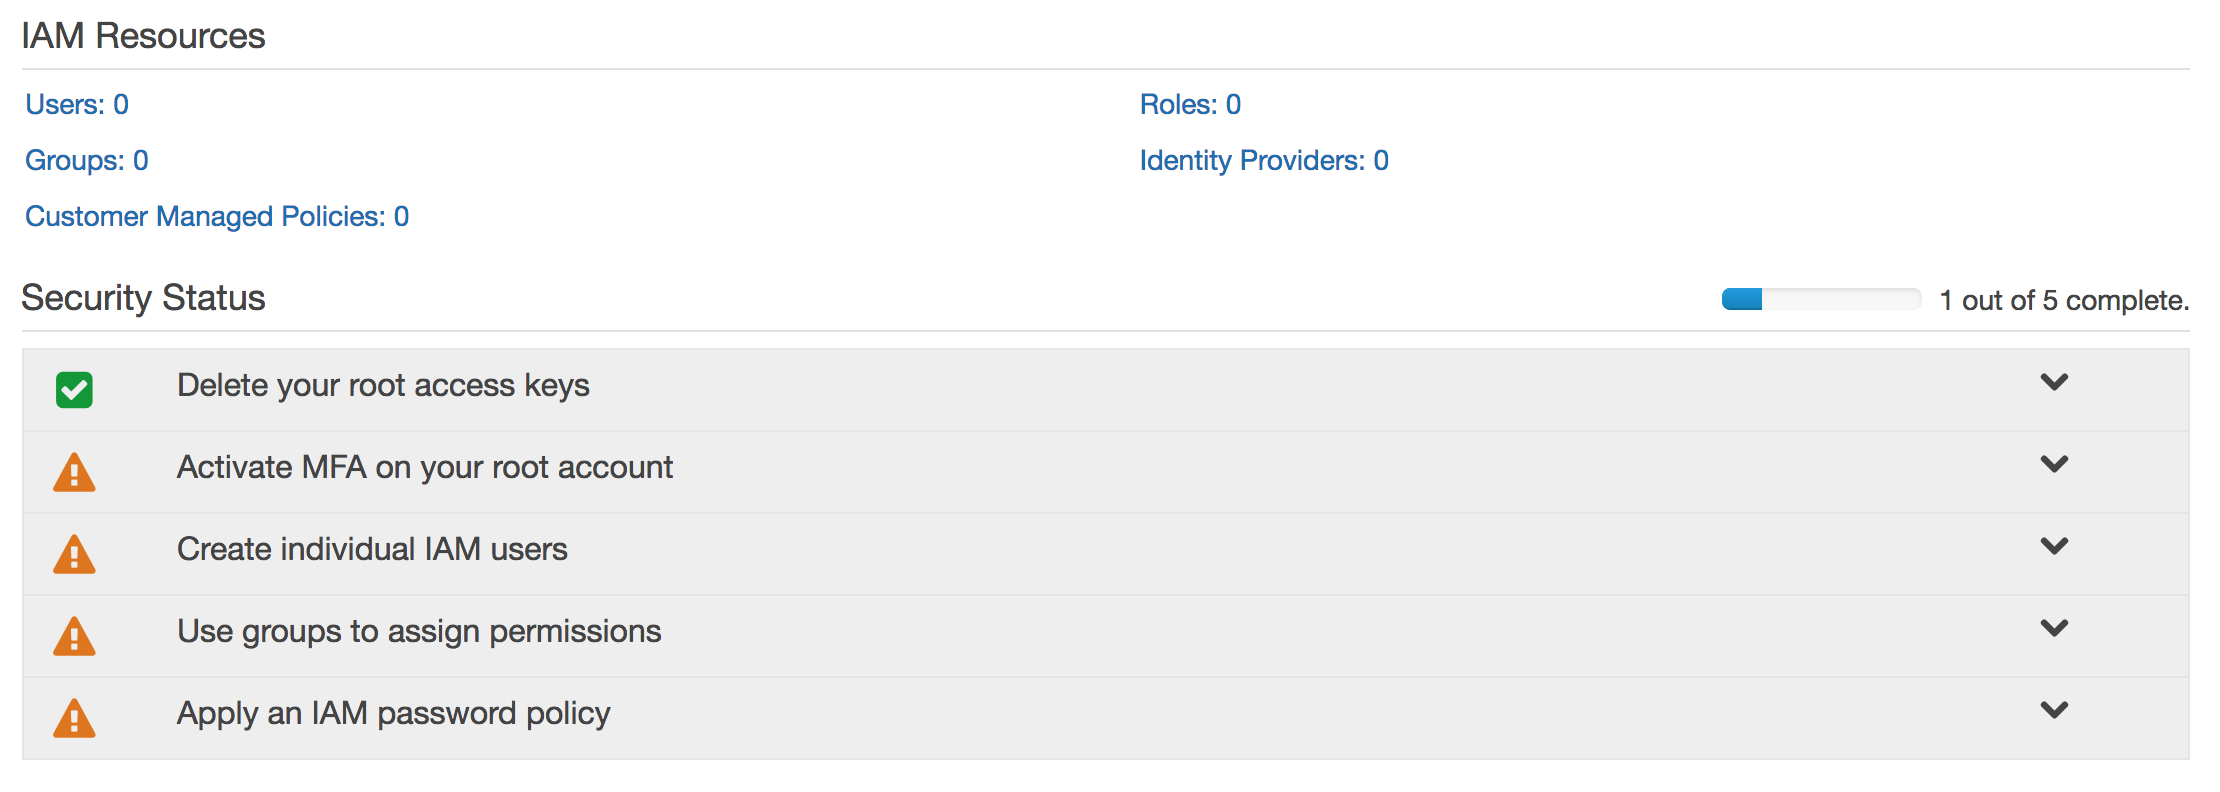 IAM Resources
Users: 0
Roles: 0
Groups: 0
Identity Providers: 0
Customer Managed Policies: 0
Security Status
1 out of 5 complete.
Delete your root access keys
Activate MFA on your root account
Create individual IAM users
Use groups to assign permissions
Apply an IAM password policy